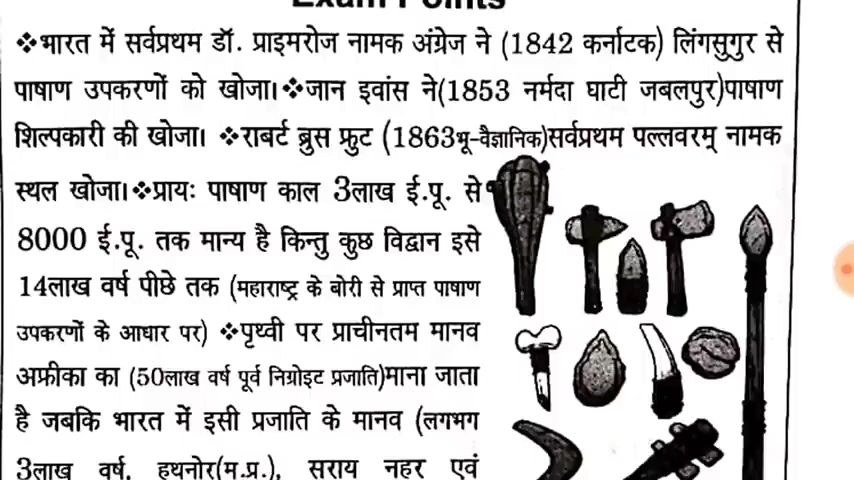 Exam Points
❖भारत में सर्वप्रथम डॉ. प्राइमरोज नामक अंग्रेज ने (1842 कर्नाटक) लिंगसुगुर से
पाषाण उपकरणों को खोजा।❖जान इवांस ने(1853 नर्मदा घाटी जबलपुर)पाषाण
शिल्पकारी की खोजा। ❖राबर्ट ब्रुस फ्रुट (1863भू-वैज्ञानिक)सर्वप्रथम पल्लवरम् नामक
स्थल खोजा।❖प्रायः पाषाण काल 3लाख ई.पू. से
8000 ई.पू. तक मान्य है किन्तु कुछ विद्वान इसे
14लाख वर्ष पीछे तक (महाराष्ट्र के बोरी से प्राप्त पाषाण
उपकरणों के आधार पर) ❖पृथ्वी पर प्राचीनतम मानव
अफ्रीका का (50लाख वर्ष पूर्व निग्रोइट प्रजाति)माना जाता
है जबकि भारत में इसी प्रजाति के मानव (लगभग
3लाख वर्ष, हथनोर(म.प्र.), सराय नहर एवं